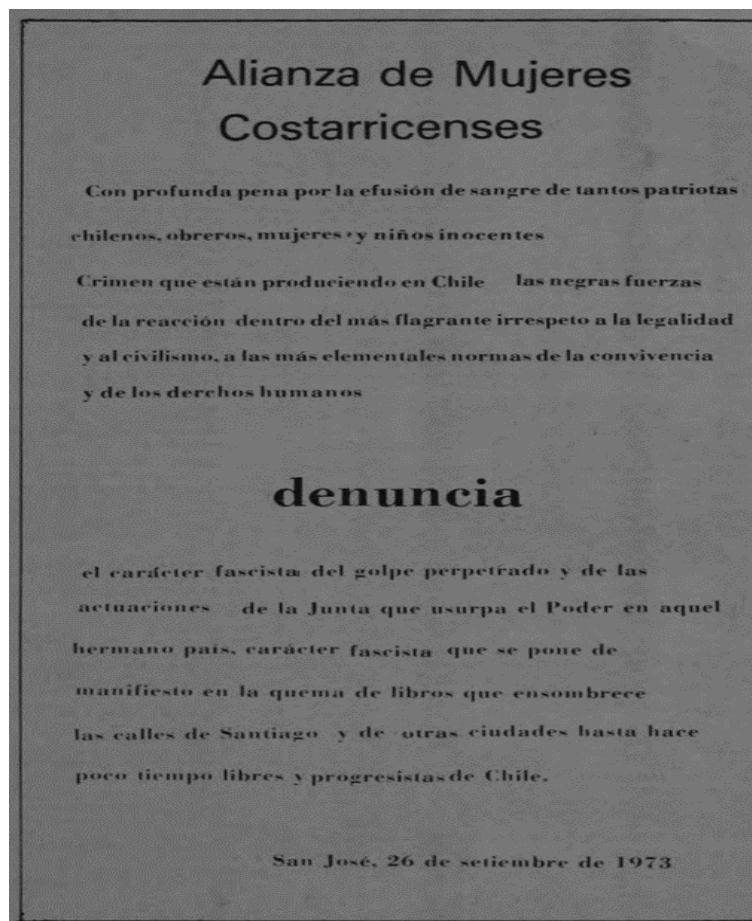 Alianza de Mujeres
Costarricenses
Con profunda pena por la efusión de sangre de tantos patriotas
chilenos, obreros, mujeres, y niños inocentes
Crimen que están produciendo en Chile las negras fuerzas
de la reacción dentro del más flagrante irrespeto a la legalidad
y al civilismo, a las más elementales normas de la convivencia
y de los derchos humanos
denuncia
el carácter fascista del golpe perpetrado y de las
actuaciones de la Junta que usurpa el Poder en aquel
hermano país, carácter fascista que se pone de
manifiesto en la quema de libros que ensombrece
las calles de Santiago y de otras ciudades hasta hace
poco tiempo libres y progresistas de Chile.
San José, 26 de setiembre de 1973